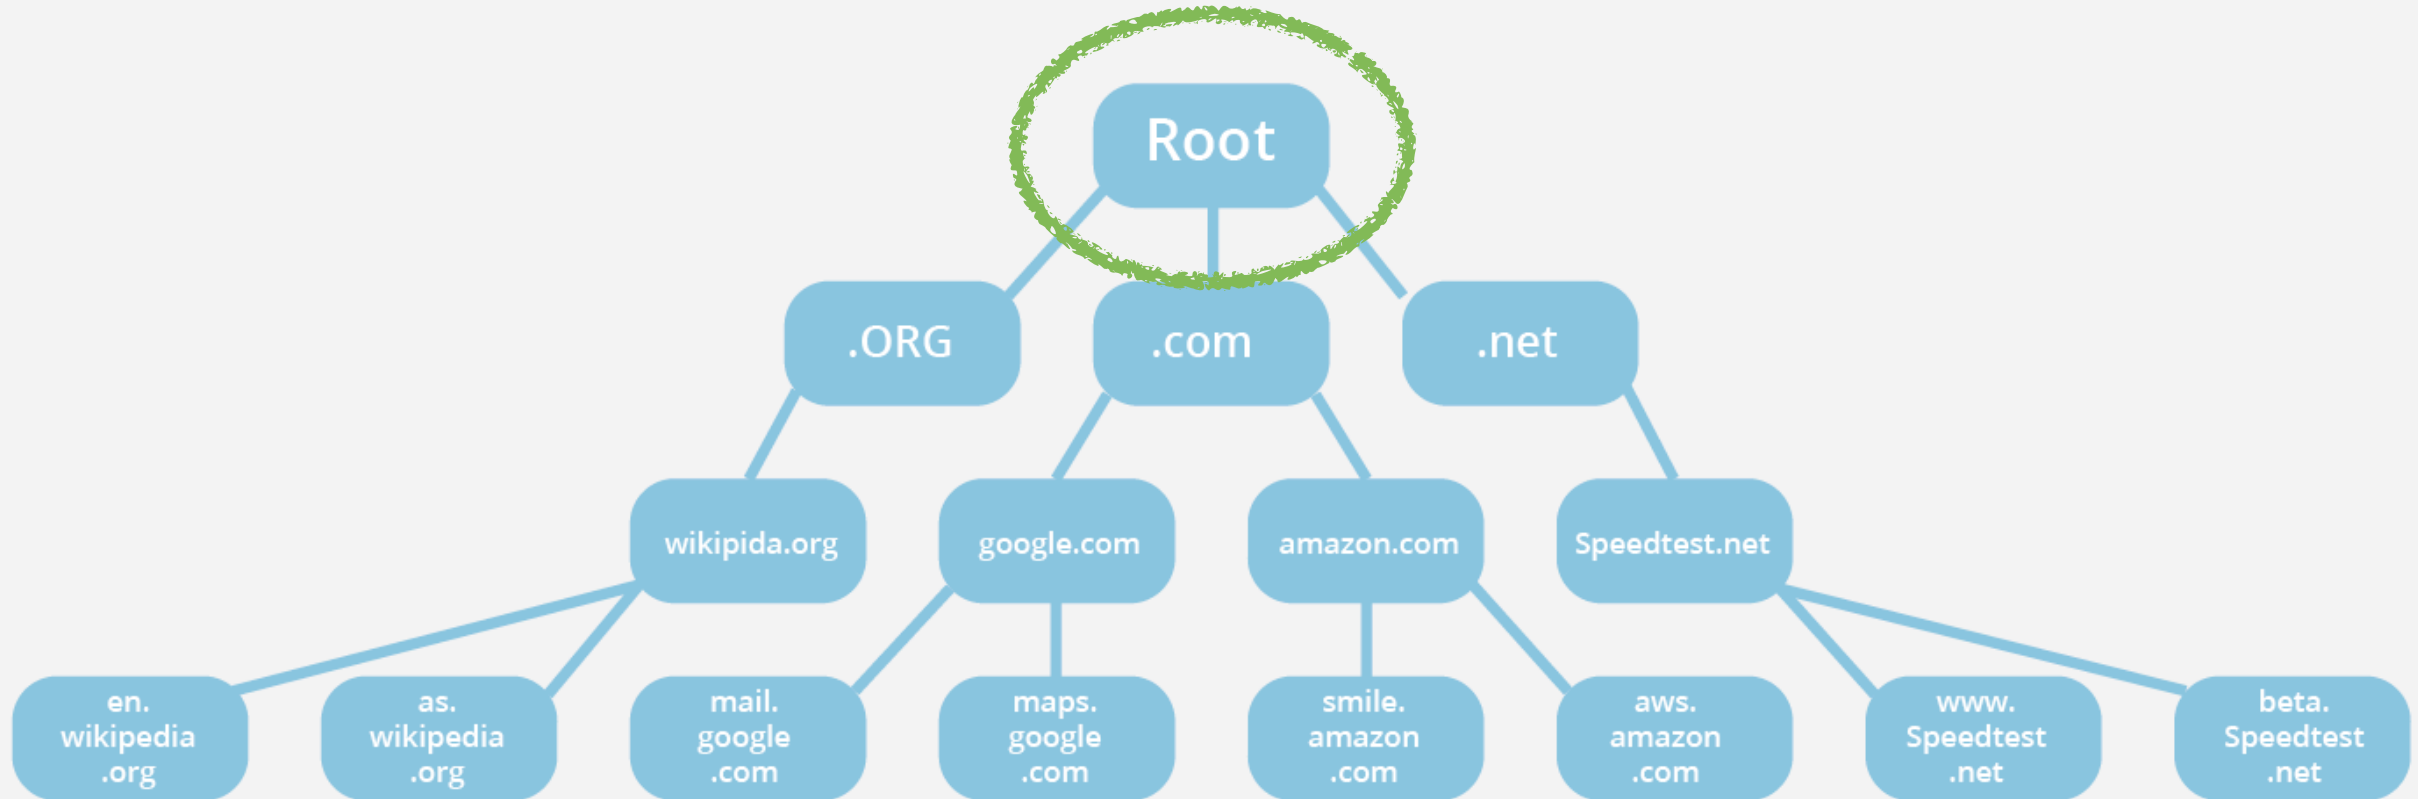 Root
.ORG
.com
.net
wikipida.org
google.com
amazon.com
Speedtest.net
en.
wikipedia
.org
as.
wikipedia
.org
mail.
google
.com
maps.
google
.com
smile.
amazon
.com
aws.
amazon
.com
www.
Speedtest
.net
beta.
Speedtest
.net